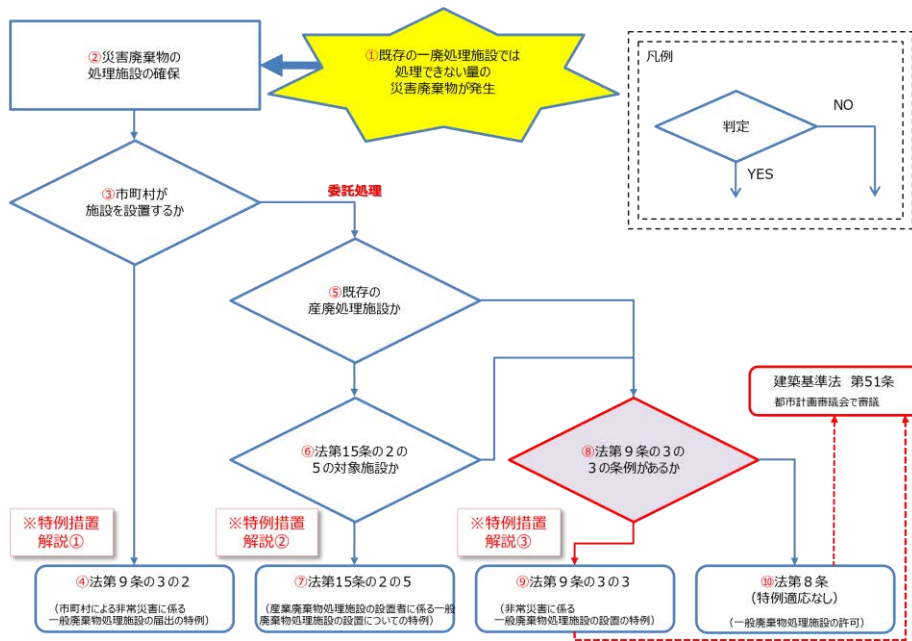 ②災害廃棄物の
処理施設の確保
①既存の一廃処理施設では
処理できない量の
災害廃棄物が発生
凡例
判定
NO
YES
③市町村が
施設を設置するか
委託処理
⑤既存の
産廃処理施設か
建築基準法 第51条
都市計画審議会で審議
⑥法第15条の2の
5の対象施設か
⑧法第9条の3の
3の条例があるか
※特例措置
解説①
※特例措置
解説②
※特例措置
解説③
④法第9条の3の2
(市町村による非常災害に係る
一般廃棄物処理施設の届出の特例)
⑦法第15条の2の5
(産業廃棄物処理施設の設置者に係る一般
廃棄物処理施設の設置についての特例)
⑨法第9条の3の3
(非常災害に係る
一般廃棄物処理施設の設置の特例)
⑩法第8条
(特例適応なし)
(一般廃棄物処理施設の許可)